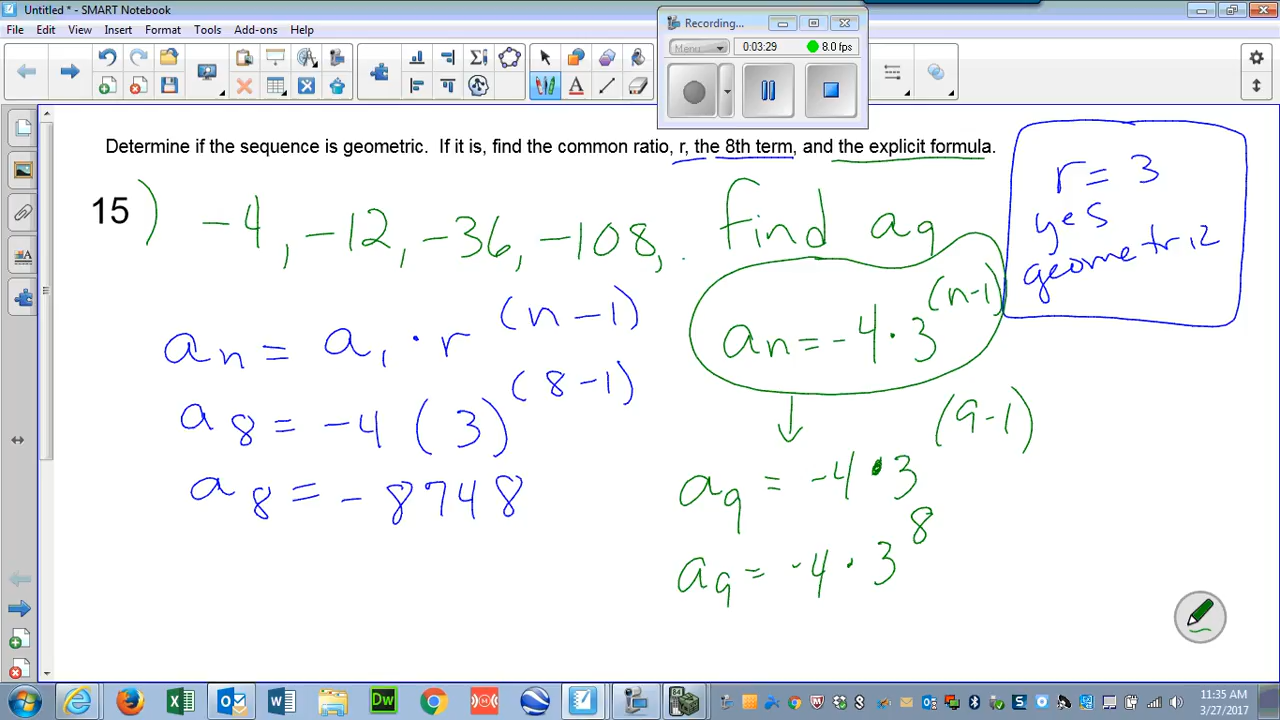 Untitled * - SMART Notebook
File Edit View Insert Format Tools Add-ons Help
Recording...
Menu 0:03:29 8.0 fps
Determine if the sequence is geometric. If it is, find the common ratio, r, the 8th term, and the explicit formula.
15) -4, -12, -36, -108, find a9
r = 3
yes
geometric
an = a1 · r (n-1)
an = -4 · 3 (n-1)
a8 = -4 (3) (8-1)
a8 = -8748
a9 = -4 · 3 (9-1)
a9 = -4 · 3 8
11:35 AM
3/27/2017